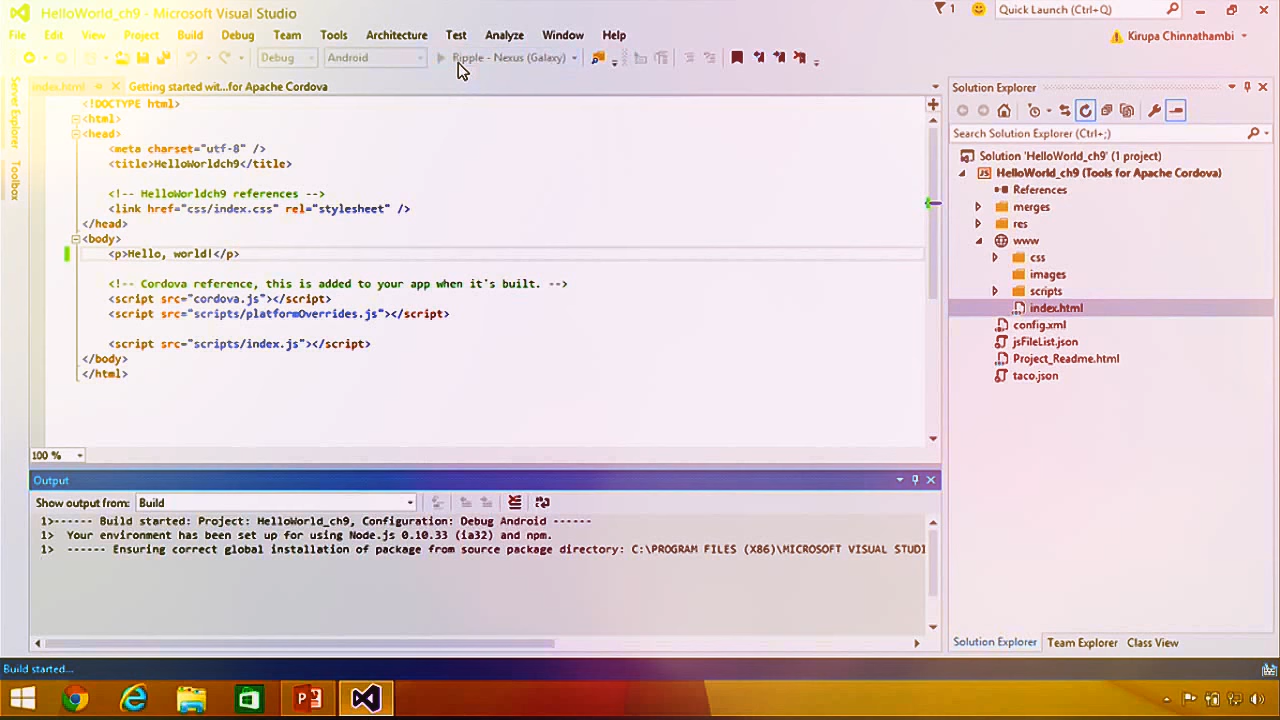 HelloWorld_ch9 - Microsoft Visual Studio
1
Quick Launch (Ctrl+Q)
File Edit View Project Build Debug Team Tools Architecture Test Analyze Window Help
Kirupa Chinnathambi
Debug Android Ripple - Nexus (Galaxy)
Server Explorer
Toolbox
index.html Getting started wit...for Apache Cordova
<!DOCTYPE html>
<html>
<head>
<meta charset="utf-8" />
<title>HelloWorldch9</title>
<!-- HelloWorldch9 references -->
<link href="css/index.css" rel="stylesheet" />
</head>
<body>
<p>Hello, world!</p>
<!-- Cordova reference, this is added to your app when it's built. -->
<script src="cordova.js"></script>
<script src="scripts/platformOverrides.js"></script>
<script src="scripts/index.js"></script>
</body>
</html>
100 %
Solution Explorer
Search Solution Explorer (Ctrl+;)
Solution 'HelloWorld_ch9' (1 project)
HelloWorld_ch9 (Tools for Apache Cordova)
References
merges
res
www
css
images
scripts
index.html
config.xml
jsFileList.json
Project_Readme.html
taco.json
Solution Explorer Team Explorer Class View
Output
Show output from: Build
1>------ Build started: Project: HelloWorld_ch9, Configuration: Debug Android ------
1> Your environment has been set up for using Node.js 0.10.33 (ia32) and npm.
1> ------ Ensuring correct global installation of package from source package directory: C:\PROGRAM FILES (X86)\MICROSOFT VISUAL STUDI
Build started...